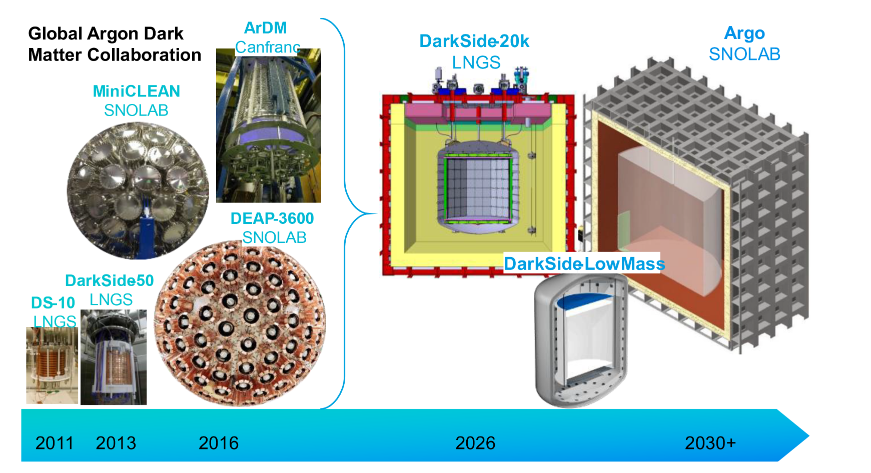 Global Argon Dark
Matter Collaboration
ArDM
Canfranc
MiniCLEAN
SNOLAB
DEAP-3600
SNOLAB
DarkSide50
LNGS
DS-10
LNGS
DarkSide-20k
LNGS
Argo
SNOLAB
DarkSide-LowMass
2011
2013
2016
2026
2030+